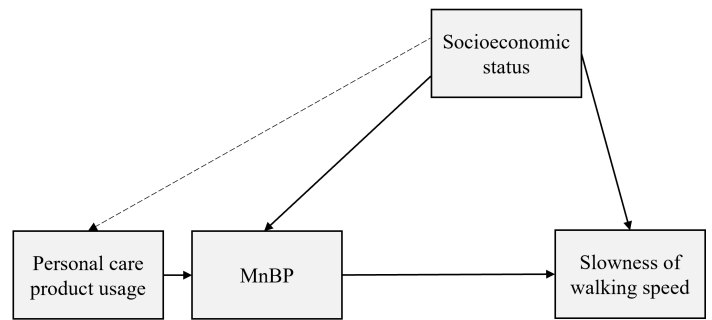 Socioeconomic
status
Personal care
product usage
MnBP
Slowness of
walking speed